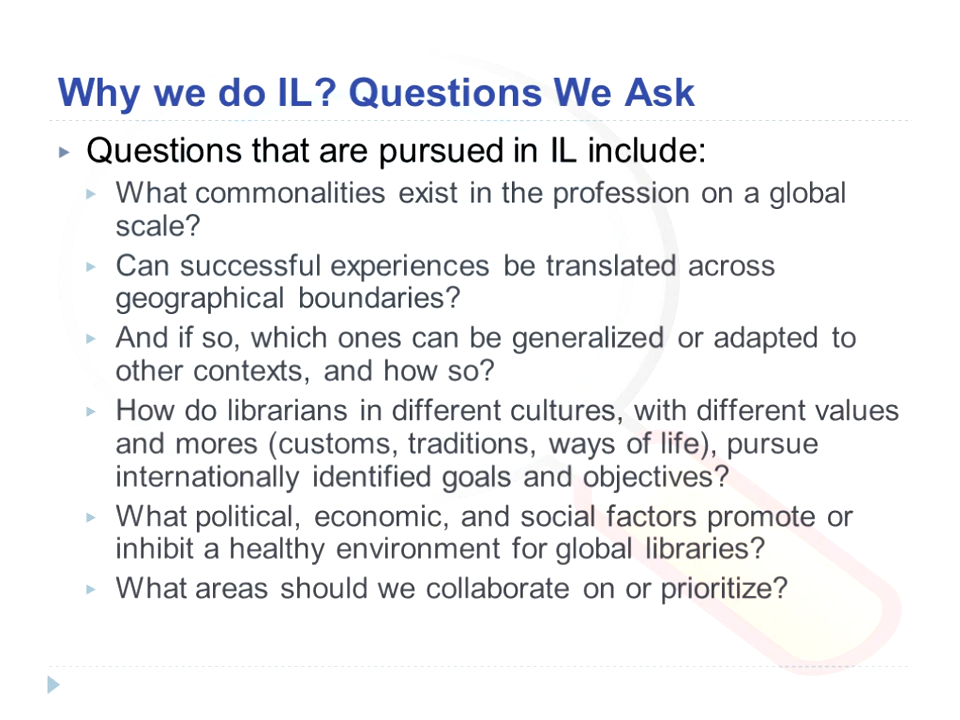 Why we do IL? Questions We Ask
Questions that are pursued in IL include:
What commonalities exist in the profession on a global
scale?
Can successful experiences be translated across
geographical boundaries?
And if so, which ones can be generalized or adapted to
other contexts, and how so?
How do librarians in different cultures, with different values
and mores (customs, traditions, ways of life), pursue
internationally identified goals and objectives?
What political, economic, and social factors promote or
inhibit a healthy environment for global libraries?
What areas should we collaborate on or prioritize?